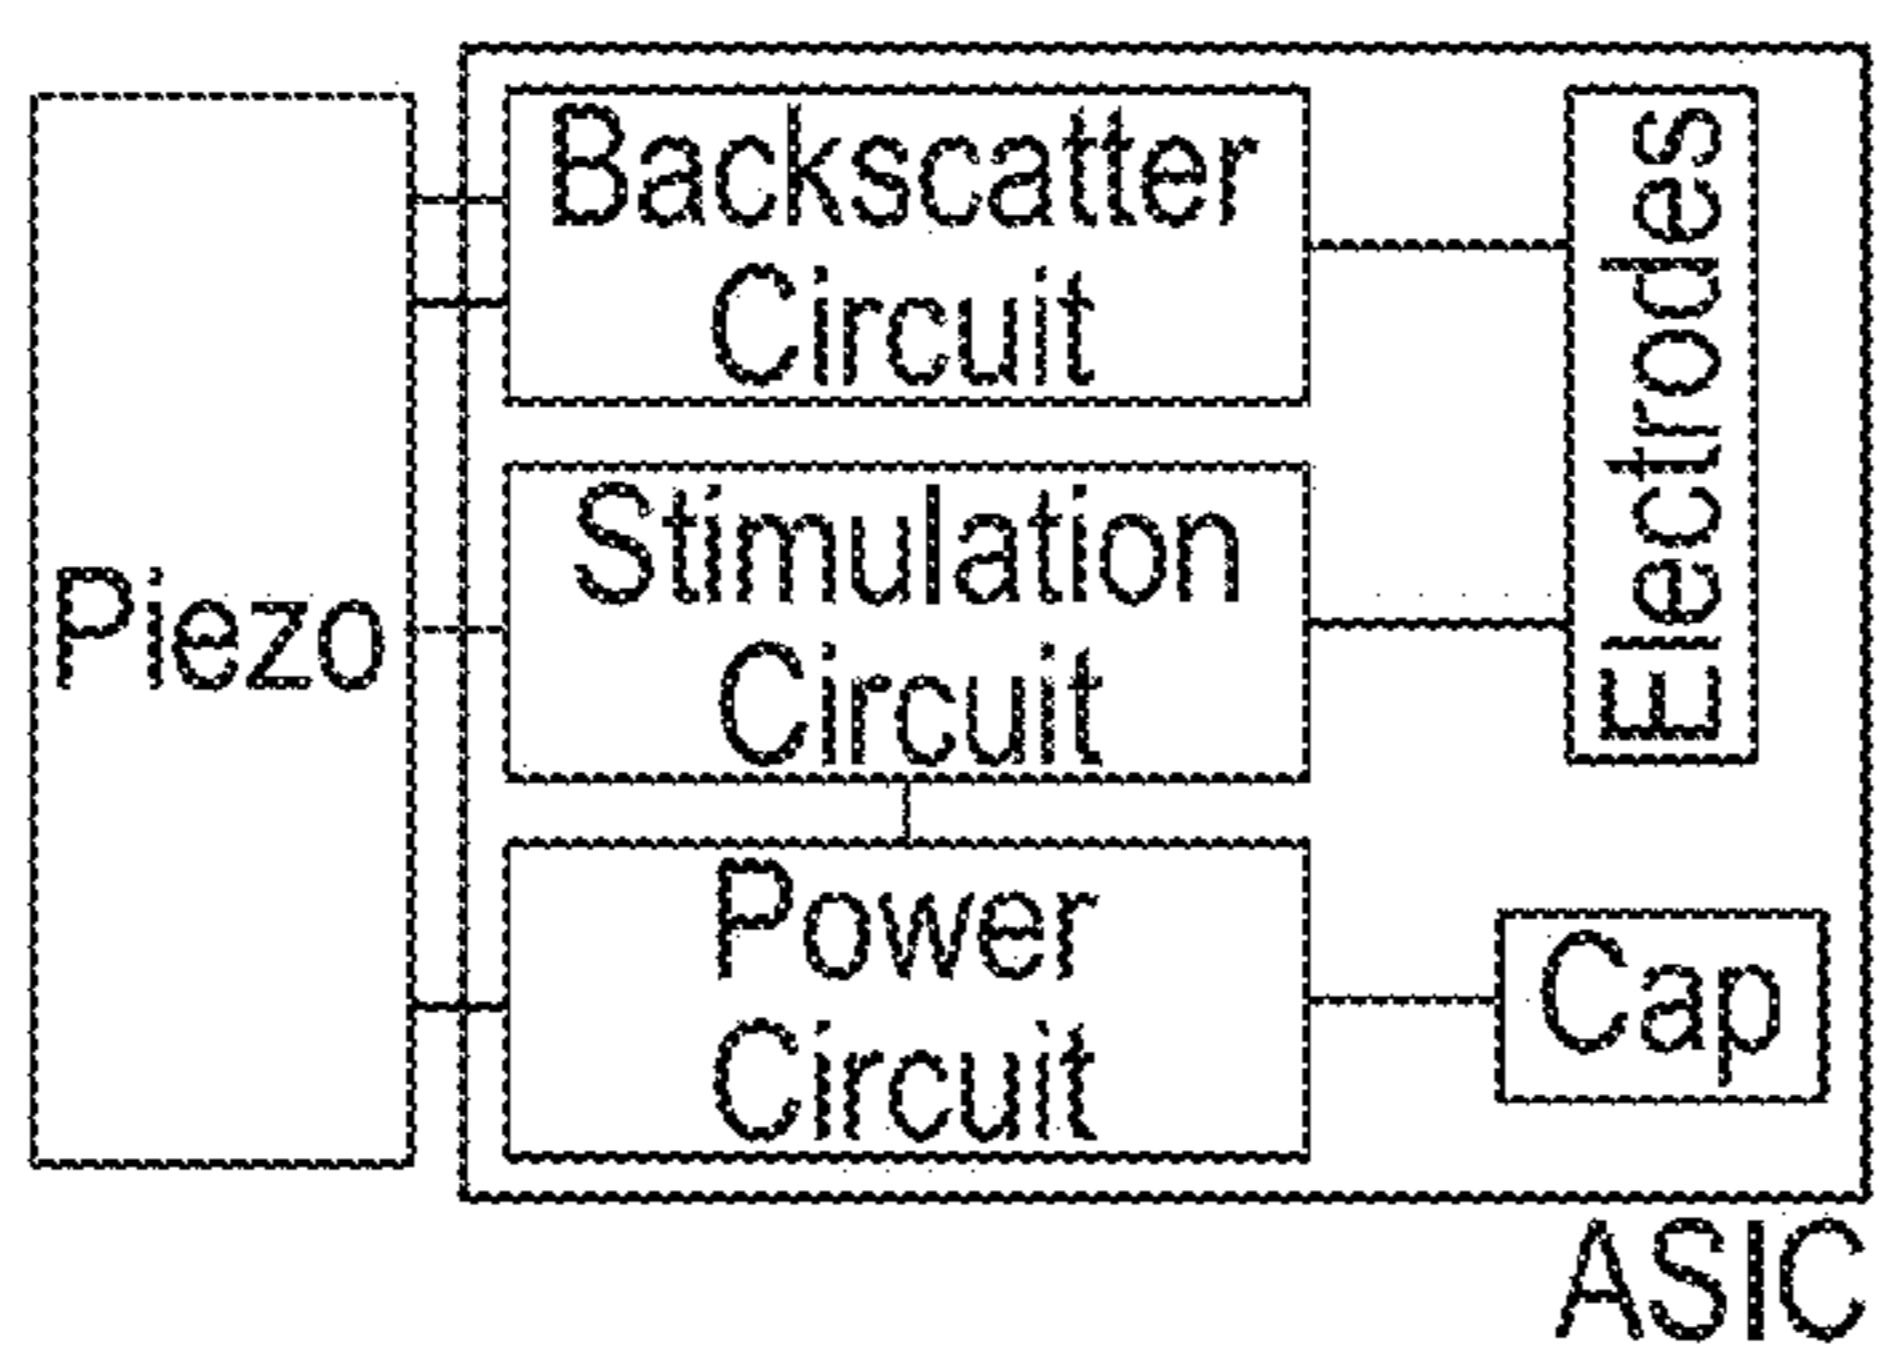 Piezo
Backscatter
Circuit
Stimulation
Circuit
Power
Circuit
Electrodes
Cap
ASIC